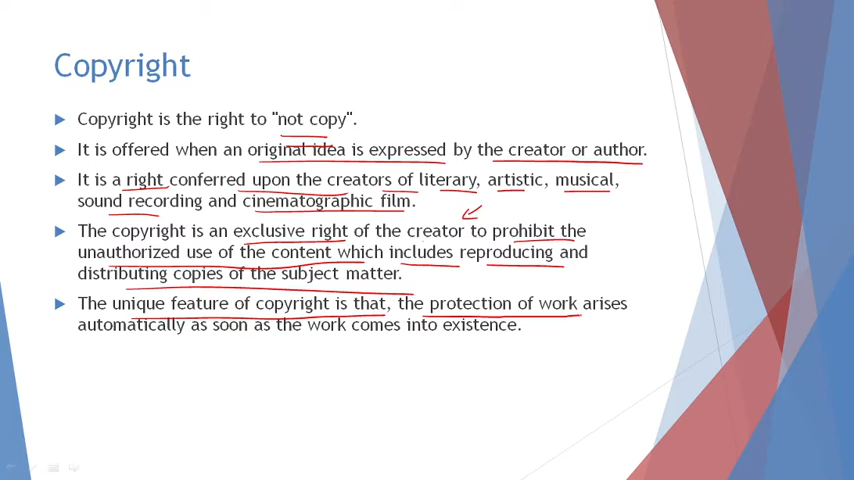 Copyright
Copyright is the right to "not copy".
It is offered when an original idea is expressed by the creator or author.
It is a right conferred upon the creators of literary, artistic, musical,
sound recording and cinematographic film.
The copyright is an exclusive right of the creator to prohibit the
unauthorized use of the content which includes reproducing and
distributing copies of the subject matter.
The unique feature of copyright is that, the protection of work arises
automatically as soon as the work comes into existence.